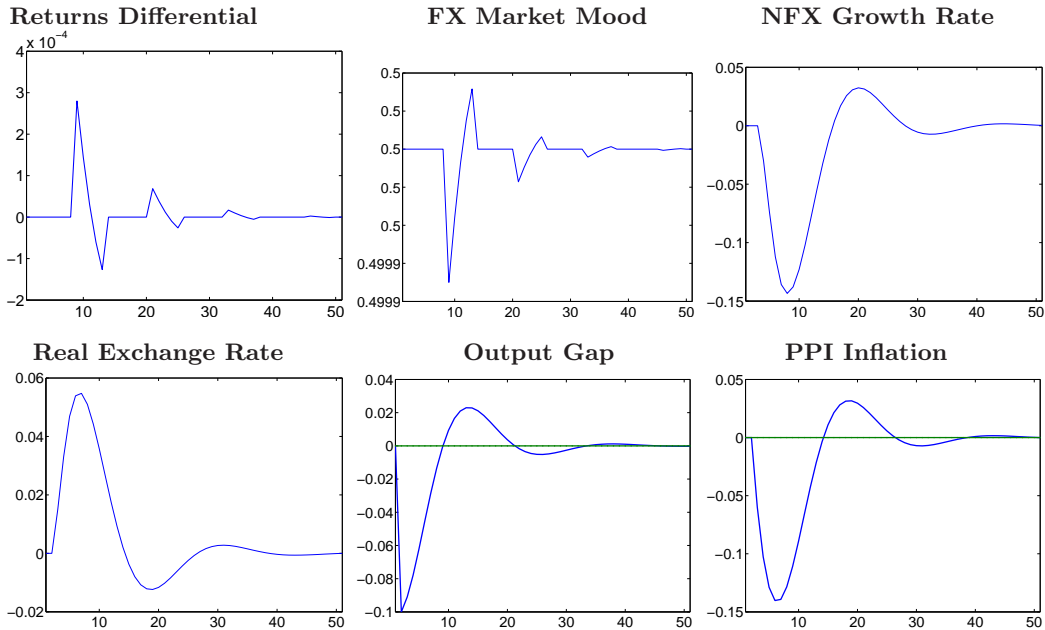 Returns Differential
x 10⁻⁴
4
3
2
1
0
−1
−2
10 20 30 40 50
FX Market Mood
0.5
0.5
0.5
0.5
0.5
0.4999
0.4999
10 20 30 40 50
NFX Growth Rate
0.05
0
−0.05
−0.1
−0.15
10 20 30 40 50
Real Exchange Rate
0.06
0.04
0.02
0
−0.02
10 20 30 40 50
Output Gap
0.04
0.02
0
−0.02
−0.04
−0.06
−0.08
−0.1
10 20 30 40 50
PPI Inflation
0.05
0
−0.05
−0.1
−0.15
10 20 30 40 50